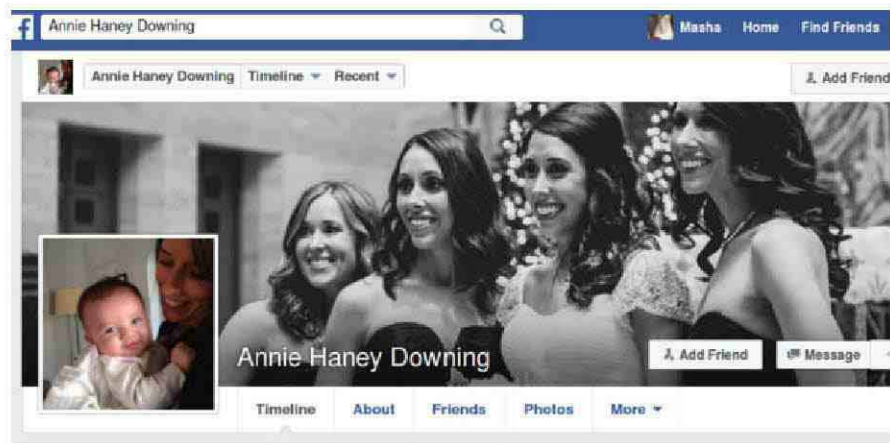 f Annie Haney Downing Masha Home Find Friends
Annie Haney Downing Timeline Recent Add Friend
Annie Haney Downing Add Friend Message
Timeline About Friends Photos More